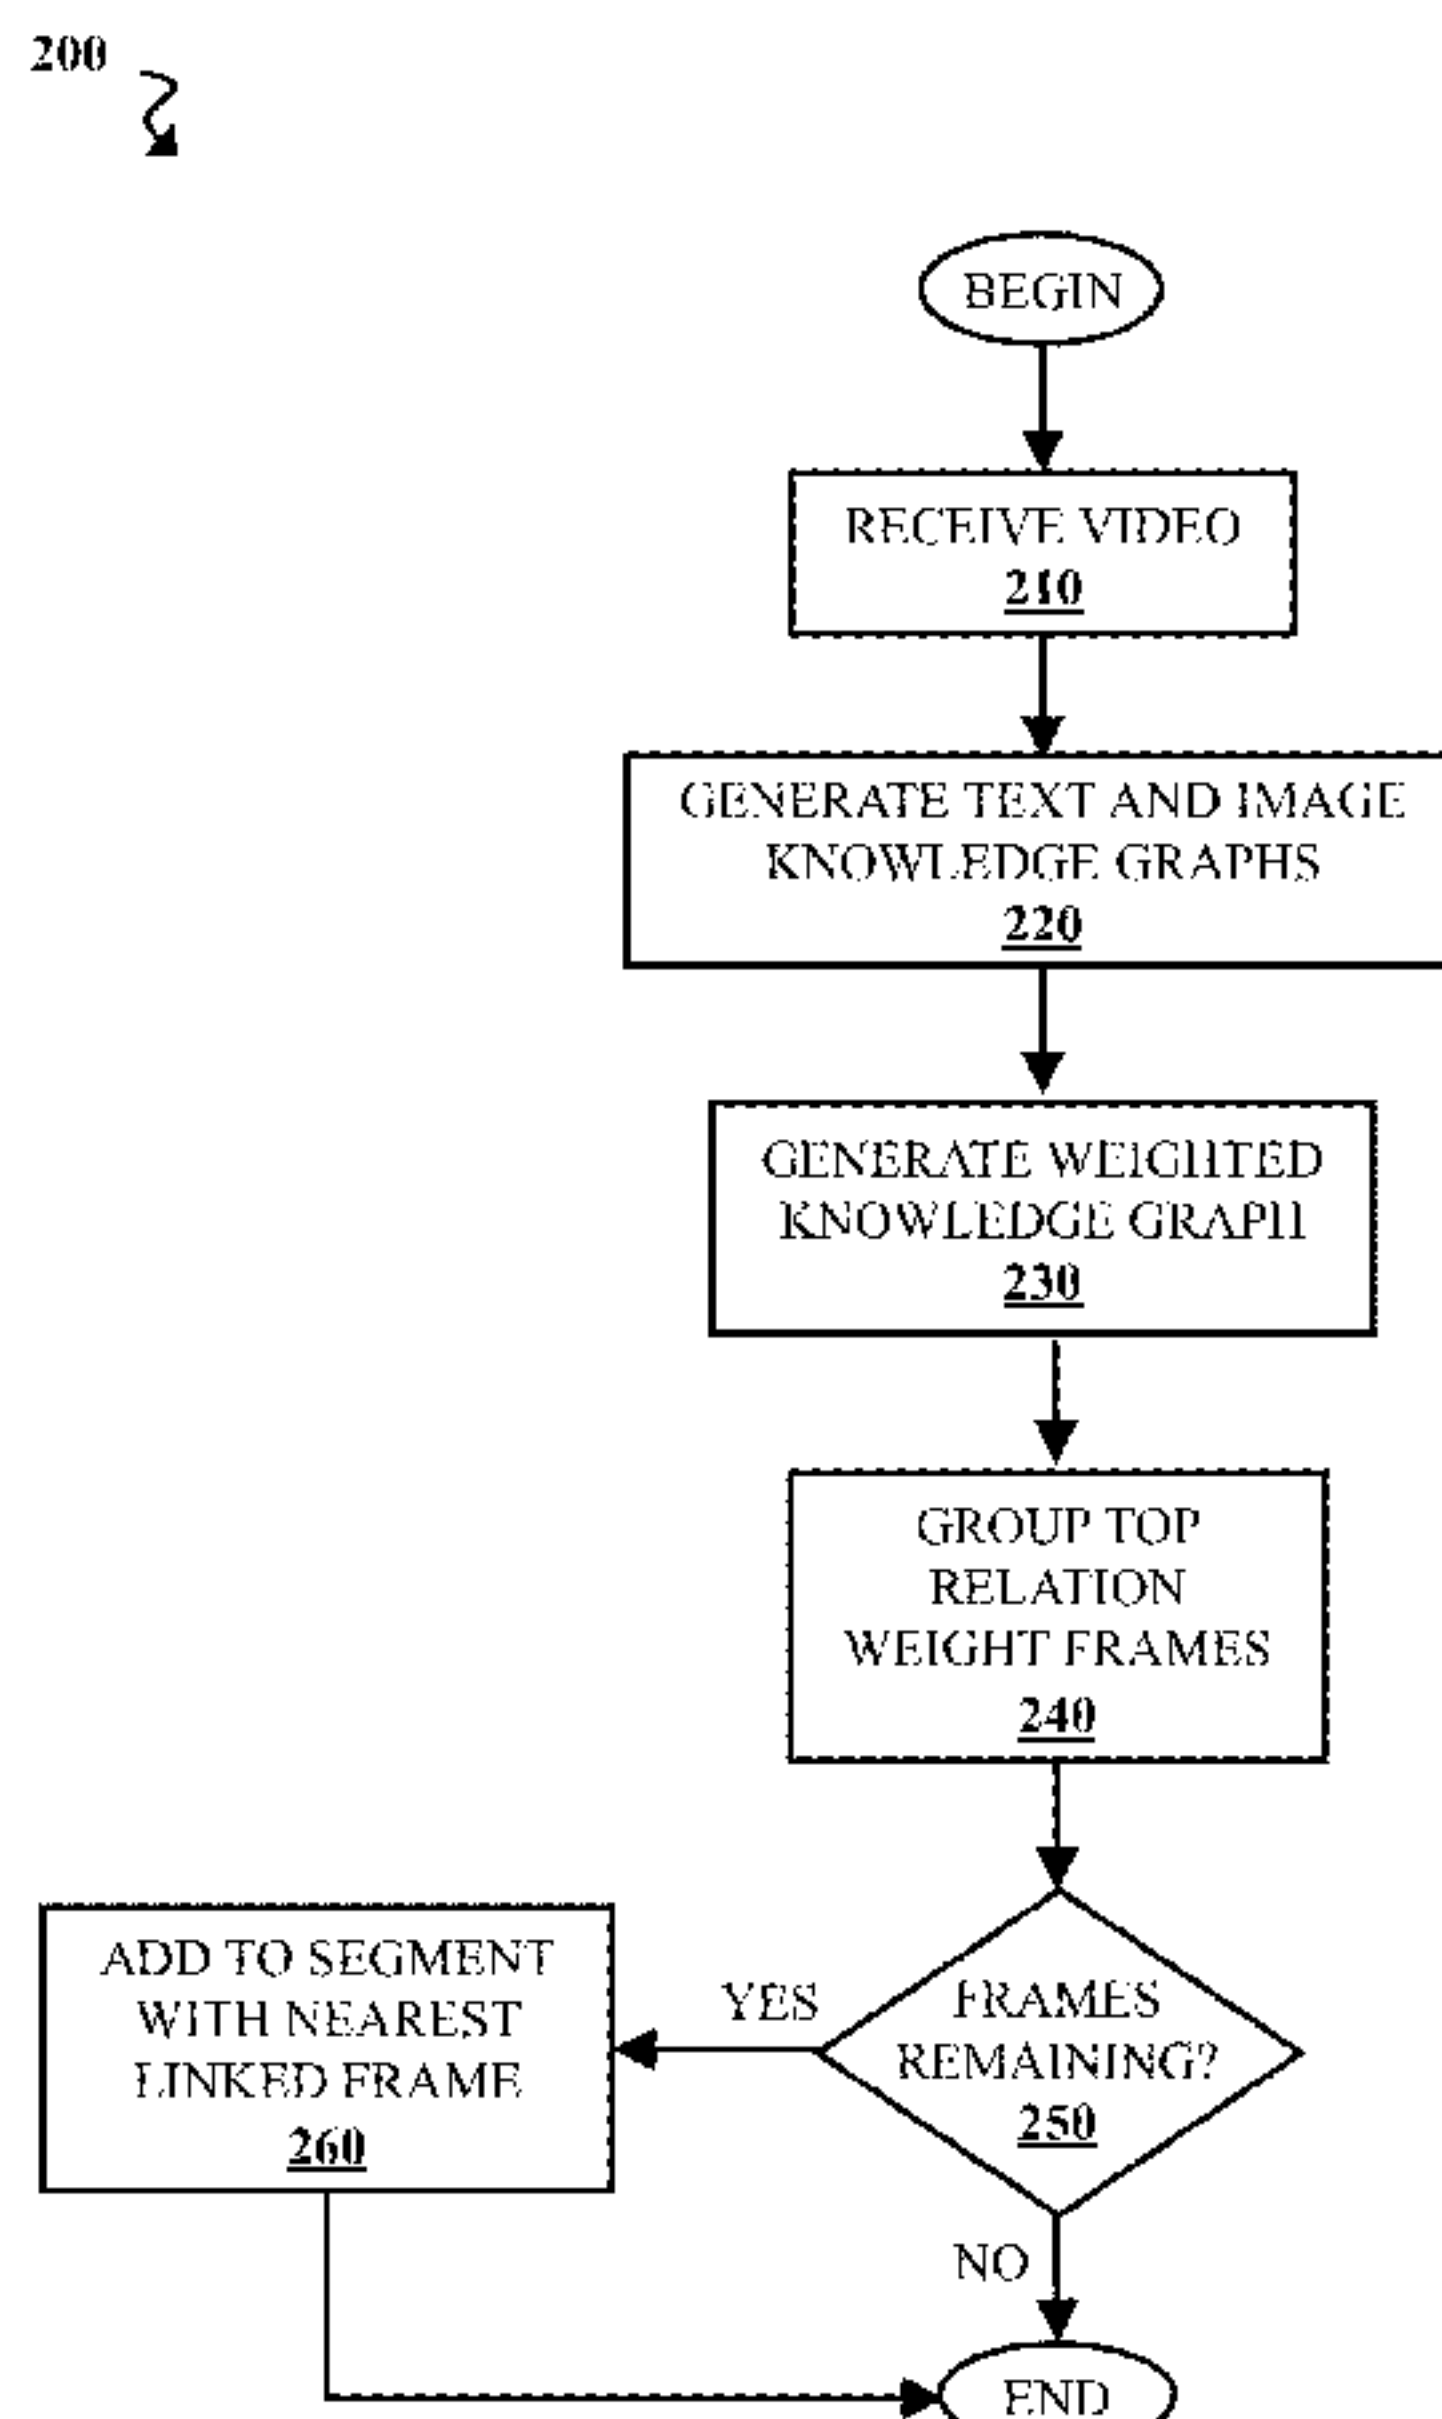 200
BEGIN
RECEIVE VIDEO
210
GENERATE TEXT AND IMAGE
KNOWLEDGE GRAPHS
220
GENERATE WEIGHTED
KNOWLEDGE GRAPH
230
GROUP TOP
RELATION
WEIGHT FRAMES
240
FRAMES
REMAINING?
250
YES
ADD TO SEGMENT
WITH NEAREST
LINKED FRAME
260
NO
END